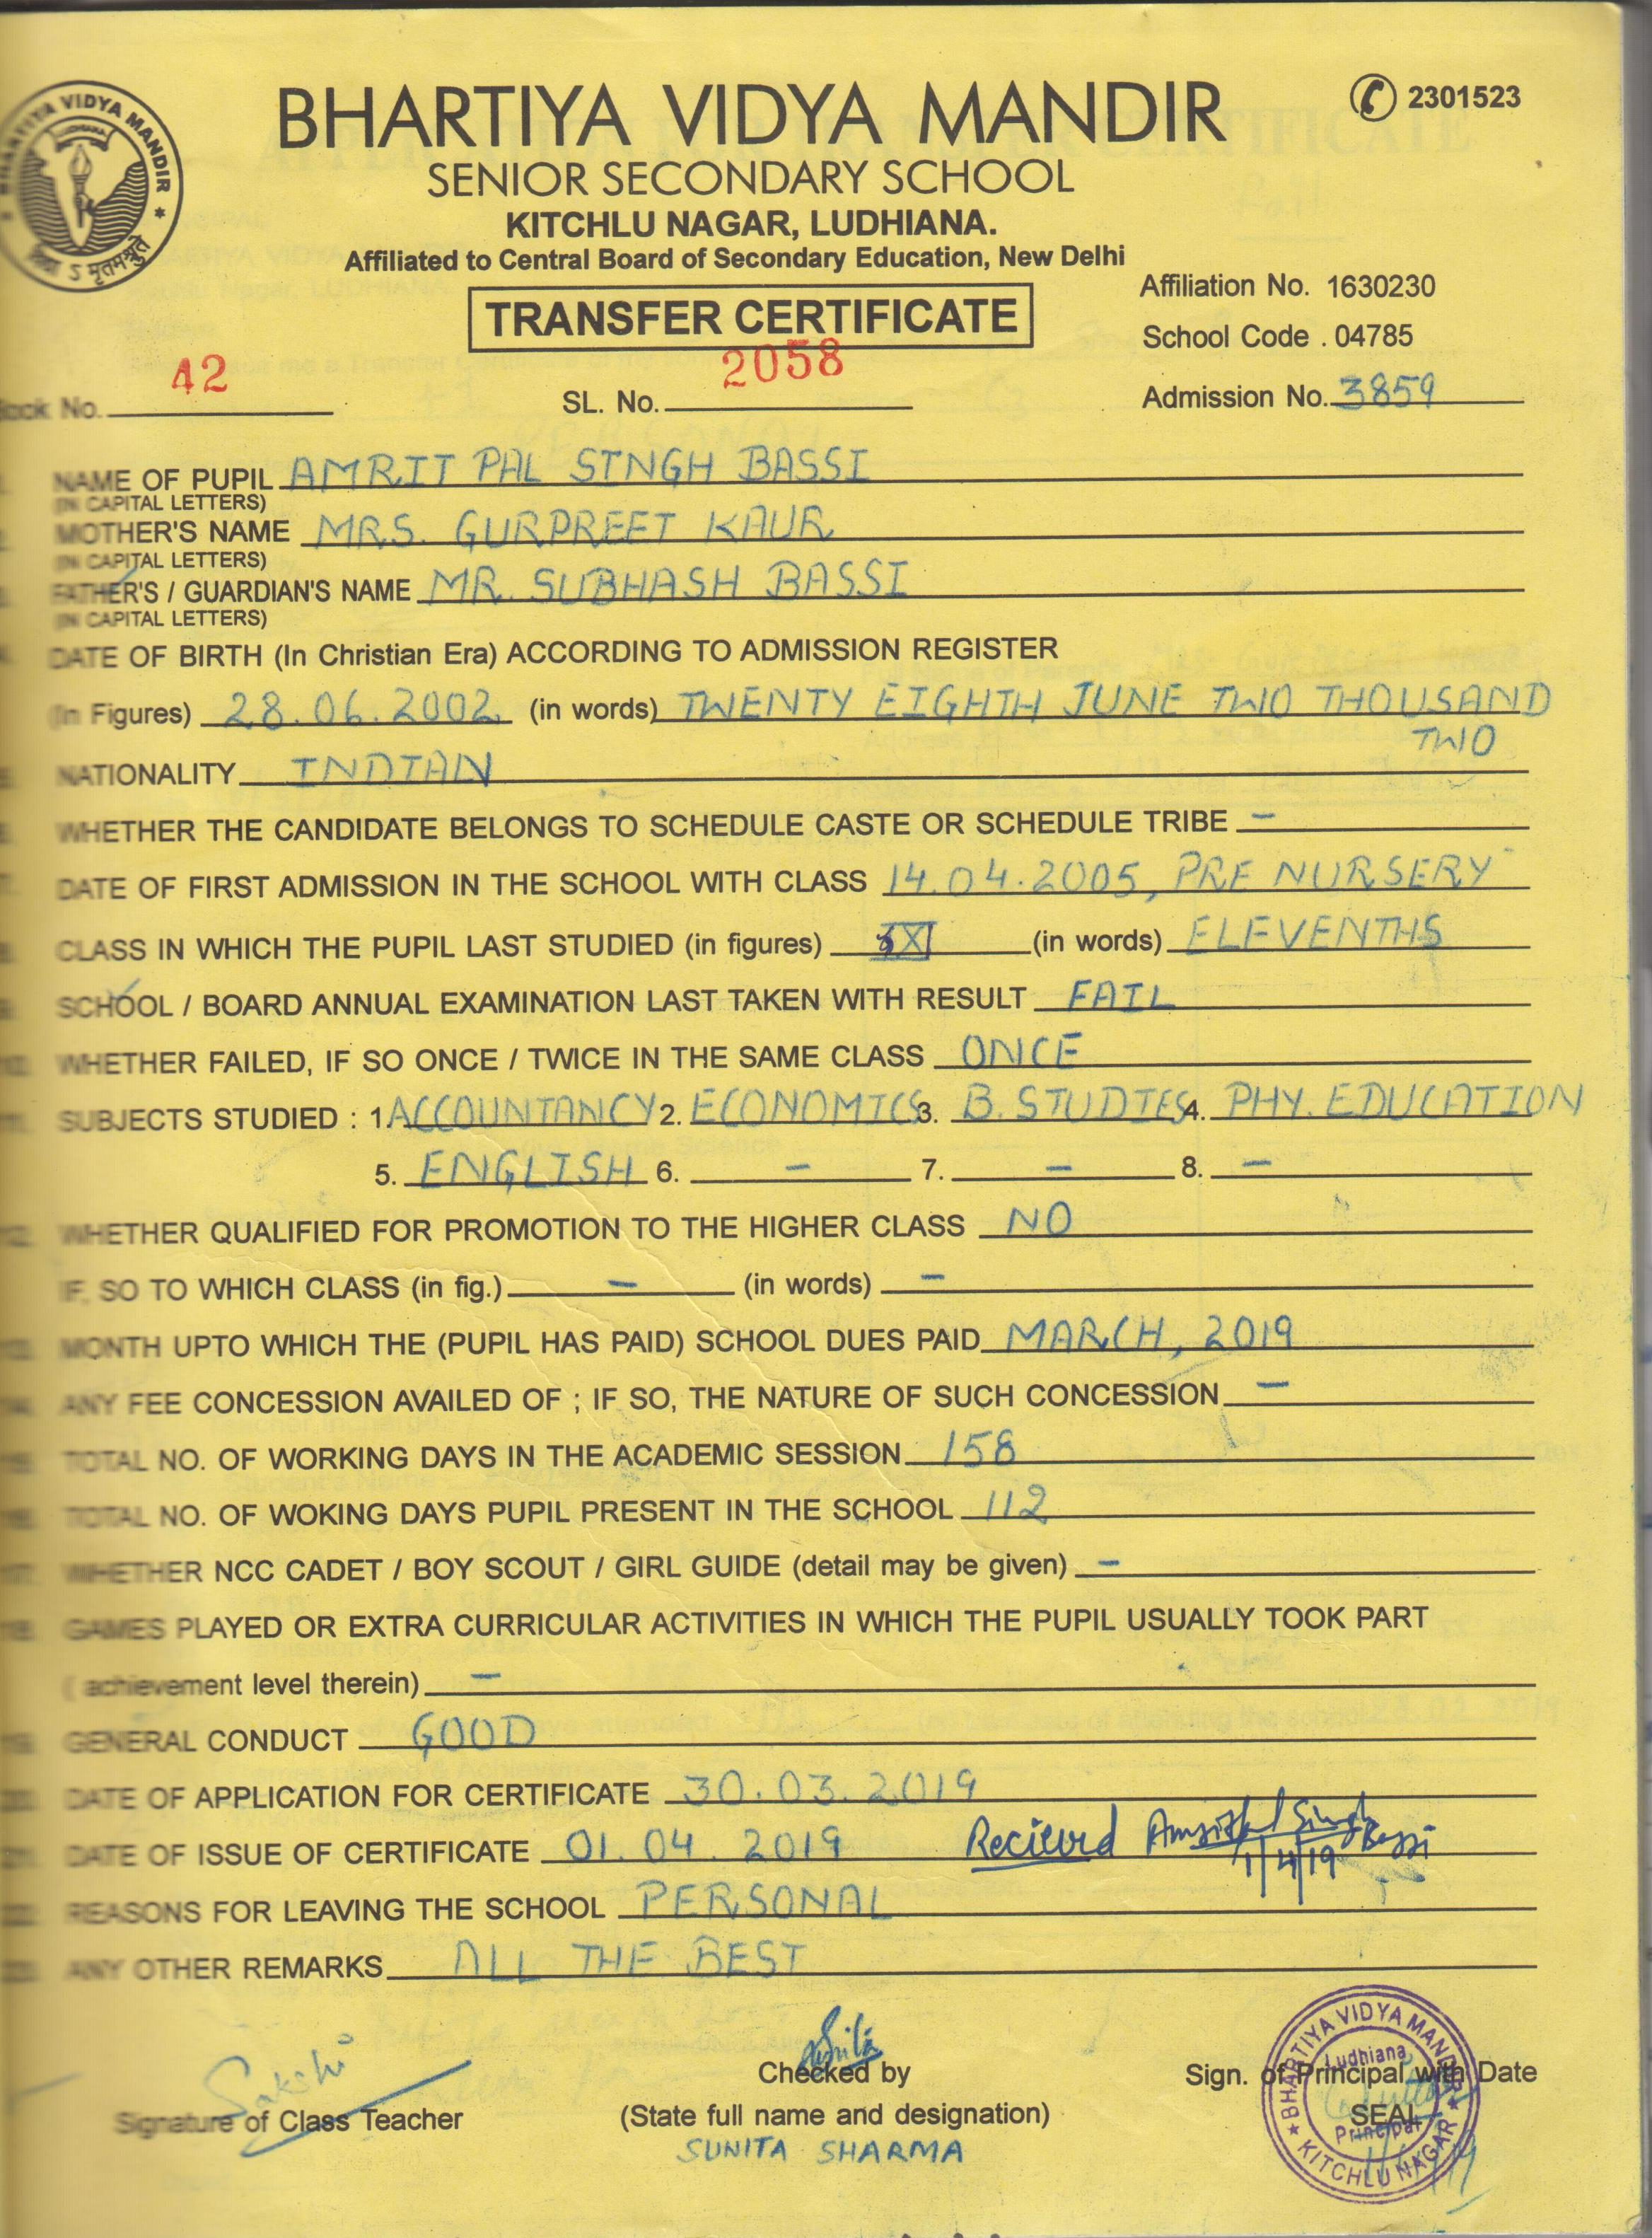 BHARTIYA VIDYA MANDIR
LUDHIANA
BHARTIYA VIDYA MANDIR
2301523
SENIOR SECONDARY SCHOOL
KITCHLU NAGAR, LUDHIANA.
Affiliated to Central Board of Secondary Education, New Delhi
Affiliation No. 1630230
TRANSFER CERTIFICATE
School Code . 04785
Book No. 42 SL. No. 2058 Admission No. 3859
NAME OF PUPIL AMRIT PAL SINGH BASSI
(IN CAPITAL LETTERS)
MOTHER'S NAME MRS. GURPREET KAUR
(IN CAPITAL LETTERS)
FATHER'S / GUARDIAN'S NAME MR. SUBHASH BASSI
(IN CAPITAL LETTERS)
DATE OF BIRTH (In Christian Era) ACCORDING TO ADMISSION REGISTER
(In Figures) 28.06.2002 (in words) TWENTY EIGHTH JUNE TWO THOUSAND
TWO
NATIONALITY INDIAN
WHETHER THE CANDIDATE BELONGS TO SCHEDULE CASTE OR SCHEDULE TRIBE -
DATE OF FIRST ADMISSION IN THE SCHOOL WITH CLASS 14.04.2005, PRE NURSERY
CLASS IN WHICH THE PUPIL LAST STUDIED (in figures) XI (in words) ELEVENTHS
SCHOOL / BOARD ANNUAL EXAMINATION LAST TAKEN WITH RESULT FAIL
WHETHER FAILED, IF SO ONCE / TWICE IN THE SAME CLASS ONCE
SUBJECTS STUDIED : 1. ACCOUNTANCY 2. ECONOMICS 3. B. STUDIES 4. PHY. EDUCATION
5. ENGLISH 6. - 7. - 8. -
WHETHER QUALIFIED FOR PROMOTION TO THE HIGHER CLASS NO
IF, SO TO WHICH CLASS (in fig.) - (in words) -
MONTH UPTO WHICH THE (PUPIL HAS PAID) SCHOOL DUES PAID MARCH, 2019
ANY FEE CONCESSION AVAILED OF ; IF SO, THE NATURE OF SUCH CONCESSION -
TOTAL NO. OF WORKING DAYS IN THE ACADEMIC SESSION 158
TOTAL NO. OF WOKING DAYS PUPIL PRESENT IN THE SCHOOL 112
WHETHER NCC CADET / BOY SCOUT / GIRL GUIDE (detail may be given) -
GAMES PLAYED OR EXTRA CURRICULAR ACTIVITIES IN WHICH THE PUPIL USUALLY TOOK PART
( achievement level therein) -
GENERAL CONDUCT GOOD
DATE OF APPLICATION FOR CERTIFICATE 30.03.2019
DATE OF ISSUE OF CERTIFICATE 01.04.2019 Recieved Amritpal Singh Bassi
1/4/19
REASONS FOR LEAVING THE SCHOOL PERSONAL
ANY OTHER REMARKS ALL THE BEST
Sakshi
Sunita
Signature of Class Teacher
Checked by
(State full name and designation)
SUNITA SHARMA
Sign. of Principal with Date
SEAL
BHARTIYA VIDYA MANDIR
Ludhiana
Principal
KITCHLU NAGAR